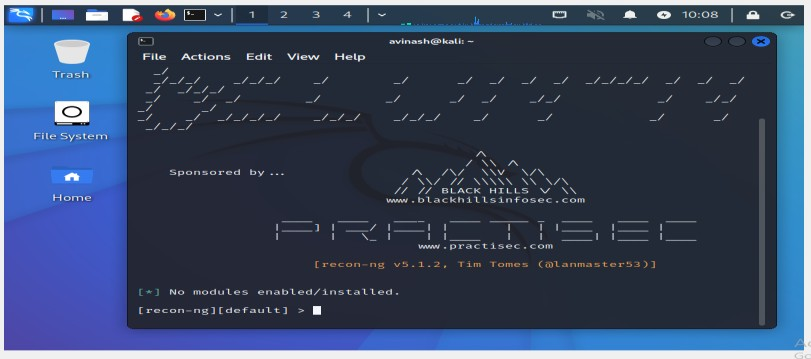 1 2 3 4 10:08
avinash@kali: ~
File Actions Edit View Help
Trash
File System
Home
Sponsored by...
BLACK HILLS
www.blackhillsinfosec.com
PRACTISEC
www.practisec.com
[recon-ng v5.1.2, Tim Tomes (@lanmaster53)]
[*] No modules enabled/installed.
[recon-ng][default] >